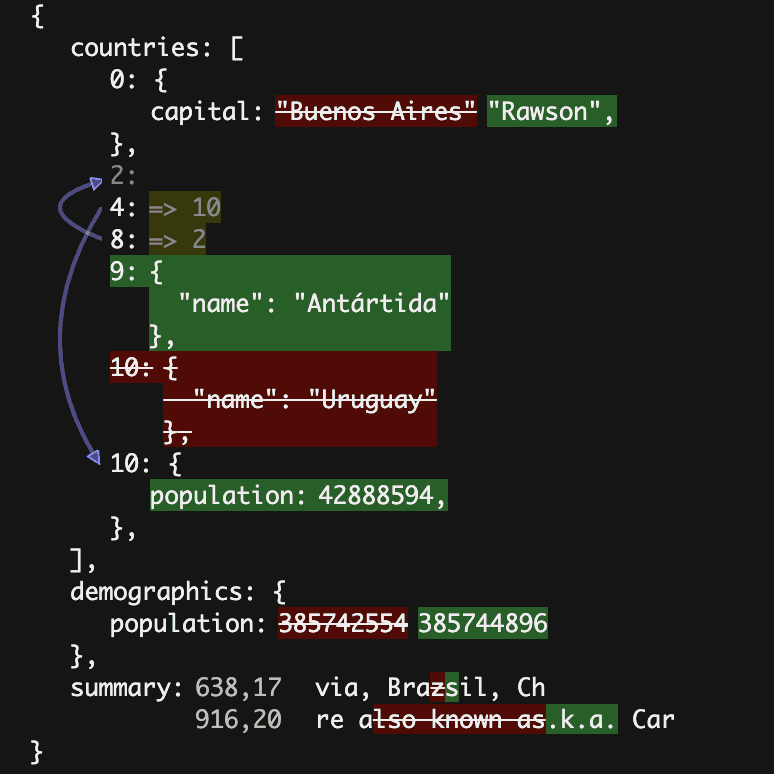 {
countries: [
0: {
capital: "Buenos Aires" "Rawson",
},
2:
4: => 10
8: => 2
9: {
"name": "Antártida"
},
10: {
"name": "Uruguay"
},
10: {
population: 42888594,
},
],
demographics: {
population: 385742554 385744896
},
summary: 638,17 via, Brazsil, Ch
916,20 re also known as.k.a. Car
}